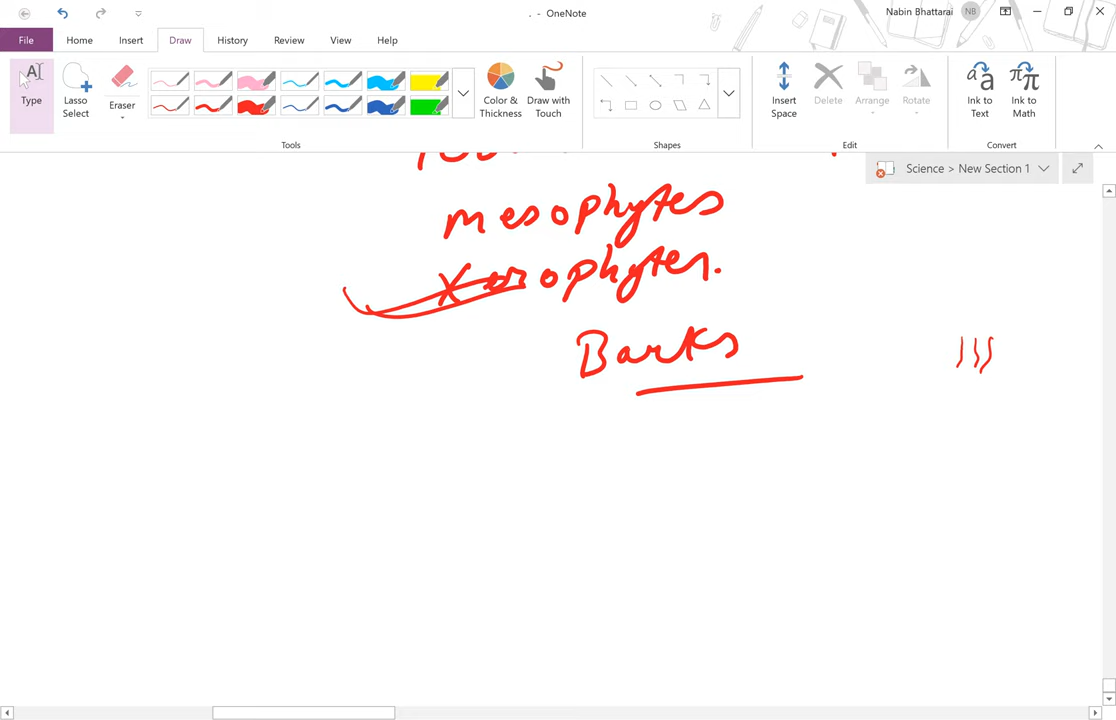 . - OneNote
Nabin Bhattarai NB
File Home Insert Draw History Review View Help
Type
Lasso Select
Eraser
Color & Thickness
Draw with Touch
Insert Space
Delete
Arrange
Rotate
Ink to Text
Ink to Math
Tools Shapes Edit Convert
Science > New Section 1
mesophytes
Barks